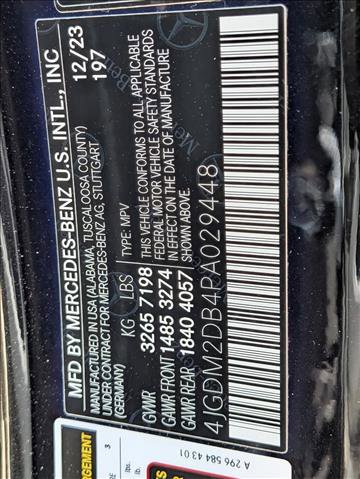 MFD BY MERCEDES-BENZ U.S. INTL., INC
MANUFACTURED IN USA (ALABAMA, TUSCALOOSA COUNTY)
UNDER CONTRACT FOR MERCEDES-BENZ AG, STUTTGART
(GERMANY)
12/23
197
KG LBS TYPE: MPV
GVWR 3265 7198
GAWR FRONT 1485 3274
GAWR REAR 1840 4057
THIS VEHICLE CONFORMS TO ALL APPLICABLE
FEDERAL MOTOR VEHICLE SAFETY STANDARDS
IN EFFECT ON THE DATE OF MANUFACTURE
SHOWN ABOVE.
4JGDM2DB4PA029448
A 296 584 43 01
3
lbs.